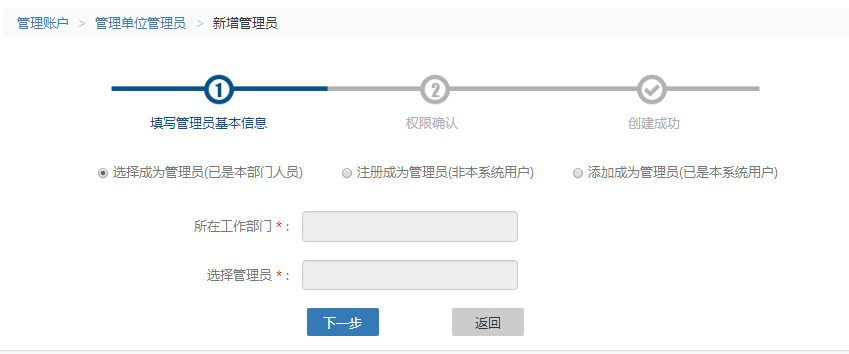 管理账户 > 管理单位管理员 > 新增管理员
1 2
填写管理员基本信息 权限确认 创建成功
选择成为管理员(已是本部门人员) 注册成为管理员(非本系统用户) 添加成为管理员(已是本系统用户)
所在工作部门 * :
选择管理员 * :
下一步 返回